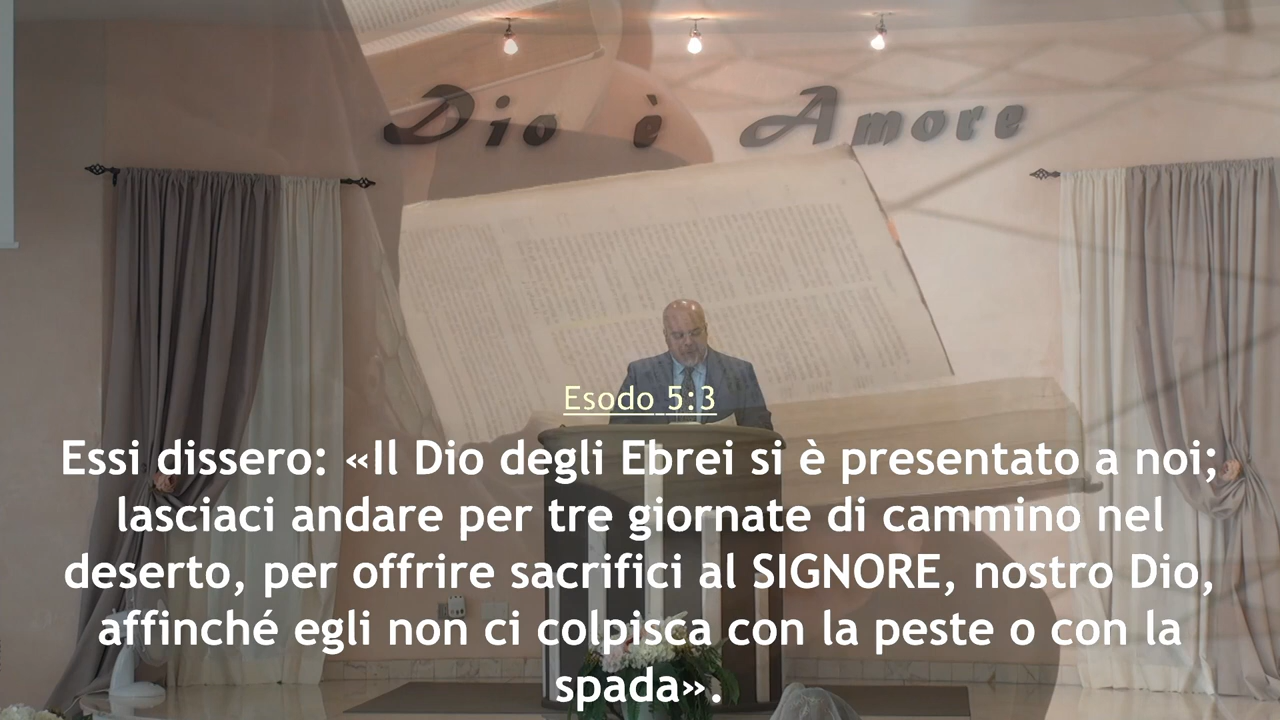 Dio è Amore
Esodo 5:3
Essi dissero: «Il Dio degli Ebrei si è presentato a noi;
lasciaci andare per tre giornate di cammino nel
deserto, per offrire sacrifici al SIGNORE, nostro Dio,
affinché egli non ci colpisca con la peste o con la
spada».